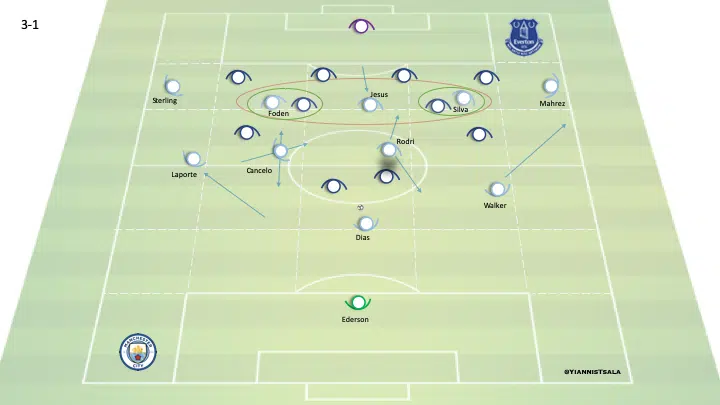 3-1
Everton
Jesus
Sterling
Mahrez
Foden
Silva
Rodri
Laporte
Cancelo
Walker
Dias
Ederson
MANCHESTER
CITY
@YIANNISTSALA